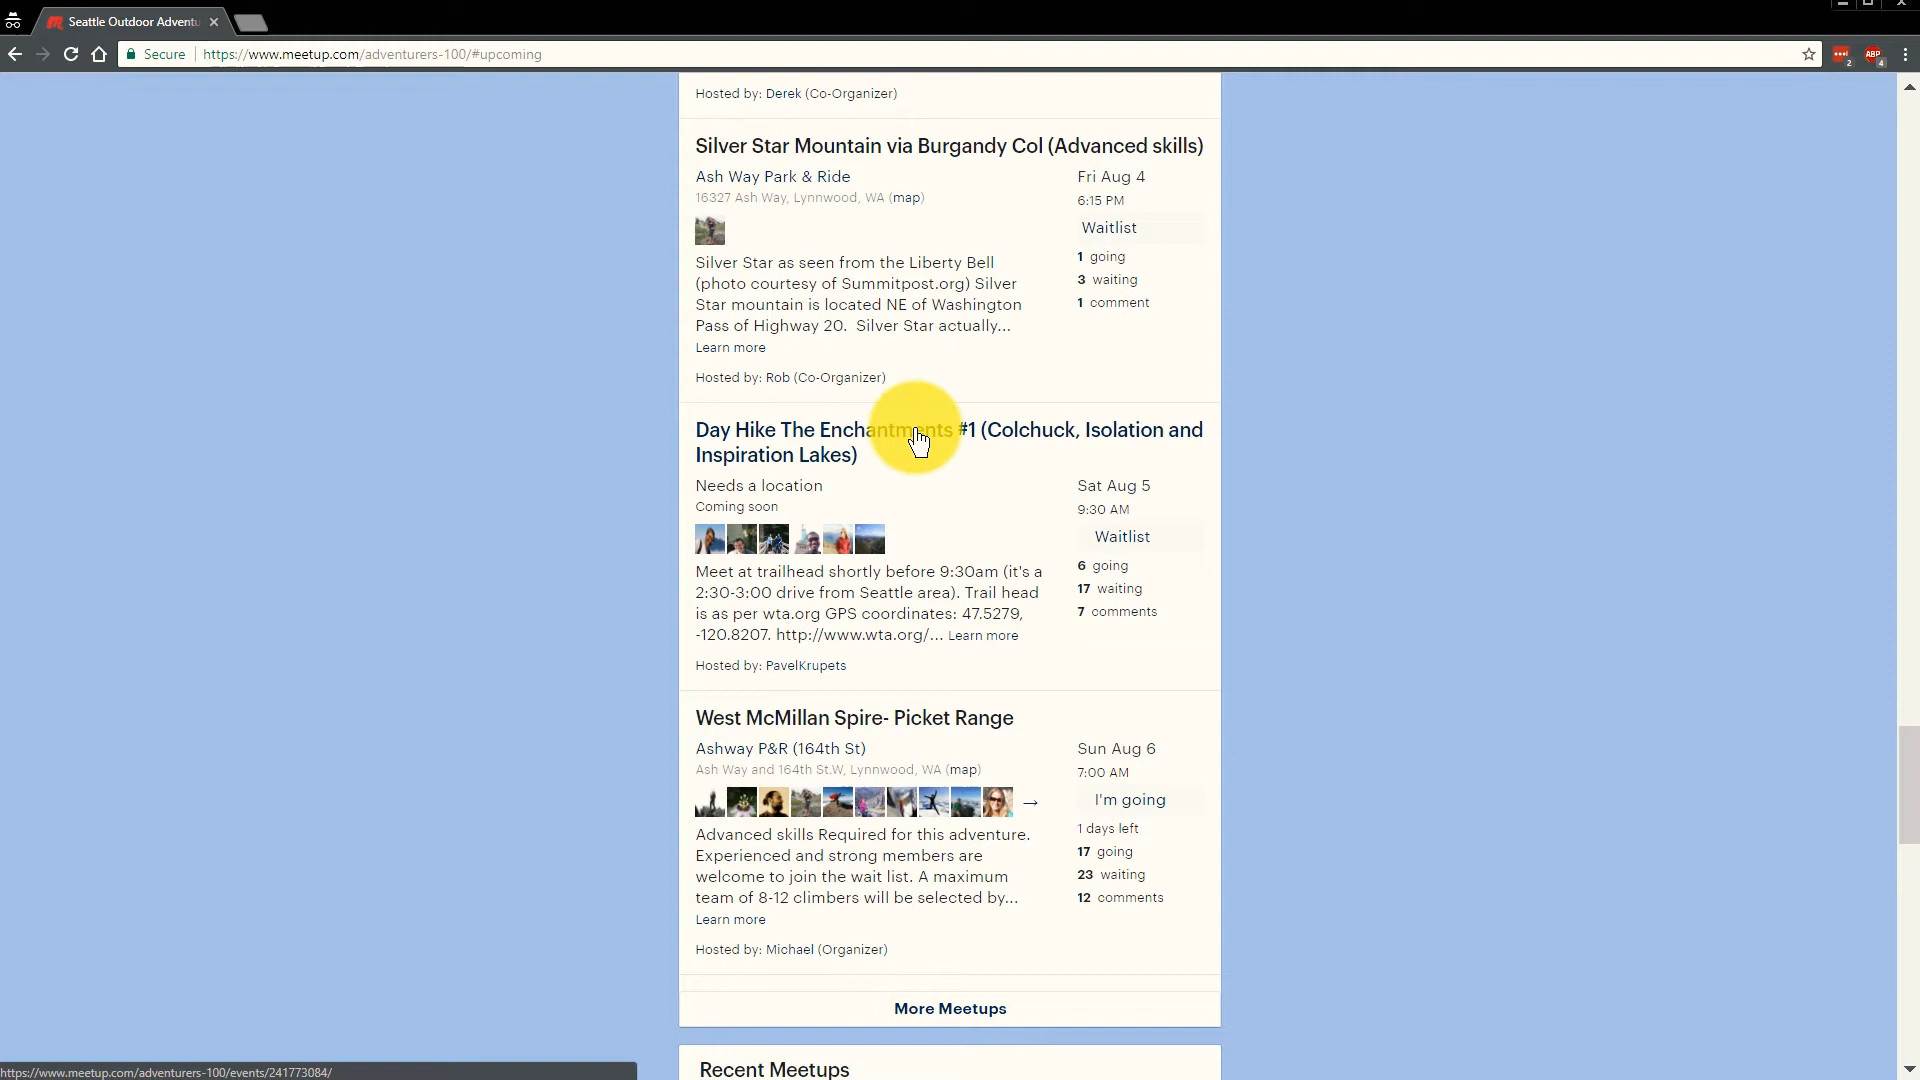 Seattle Outdoor Adventu
Secure https://www.meetup.com/adventurers-100/#upcoming
2
ABP
4
Hosted by: Derek (Co-Organizer)
Silver Star Mountain via Burgandy Col (Advanced skills)
Ash Way Park & Ride
16327 Ash Way, Lynnwood, WA (map)
Fri Aug 4
6:15 PM
Waitlist
1 going
3 waiting
1 comment
Silver Star as seen from the Liberty Bell
(photo courtesy of Summitpost.org) Silver
Star mountain is located NE of Washington
Pass of Highway 20. Silver Star actually...
Learn more
Hosted by: Rob (Co-Organizer)
Day Hike The Enchantments #1 (Colchuck, Isolation and
Inspiration Lakes)
Needs a location
Coming soon
Sat Aug 5
9:30 AM
Waitlist
6 going
17 waiting
7 comments
Meet at trailhead shortly before 9:30am (it's a
2:30-3:00 drive from Seattle area). Trail head
is as per wta.org GPS coordinates: 47.5279,
-120.8207. http://www.wta.org/... Learn more
Hosted by: PavelKrupets
West McMillan Spire- Picket Range
Ashway P&R (164th St)
Ash Way and 164th St.W, Lynnwood, WA (map)
Sun Aug 6
7:00 AM
I'm going
1 days left
17 going
23 waiting
12 comments
→
Advanced skills Required for this adventure.
Experienced and strong members are
welcome to join the wait list. A maximum
team of 8-12 climbers will be selected by...
Learn more
Hosted by: Michael (Organizer)
More Meetups
Recent Meetups
https://www.meetup.com/adventurers-100/events/241773084/